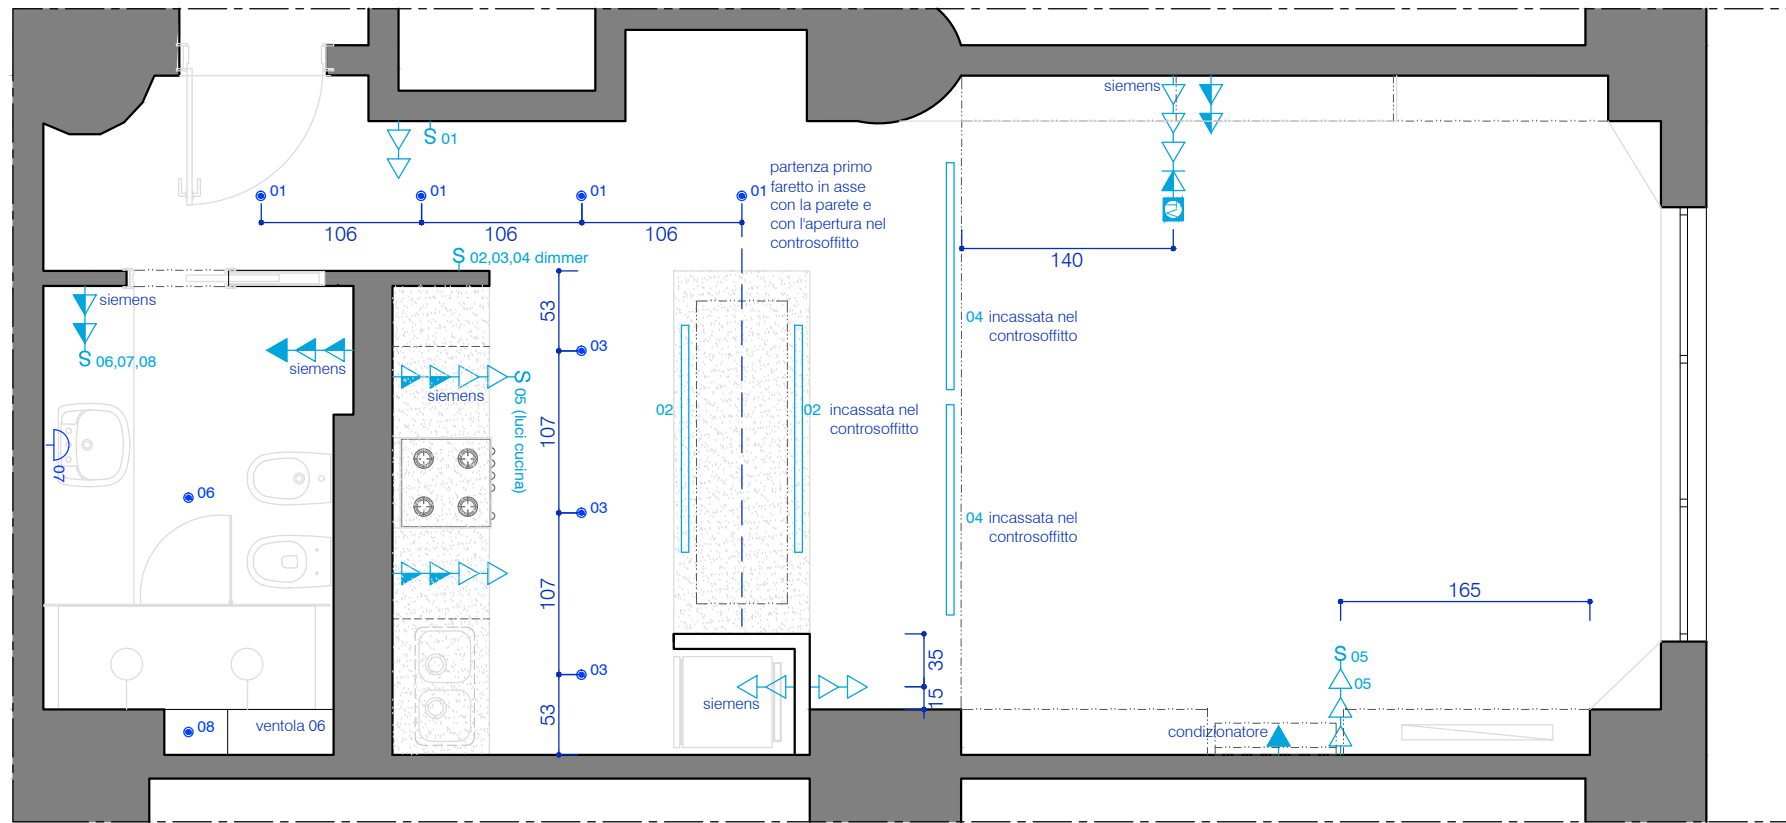 siemens
S 01
partenza primo
faretto in asse
con la parete e
con l'apertura nel
controsoffitto
01
01
01
01
106
106
106
140
S 02,03,04 dimmer
siemens
S 06,07,08
siemens
53
04 incassata nel
controsoffitto
03
siemens
S 05 (luci cucina)
02
02 incassata nel
controsoffitto
107
07
06
03
04 incassata nel
controsoffitto
107
165
35
15
S 05
05
03
siemens
53
08
ventola 06
condizionatore